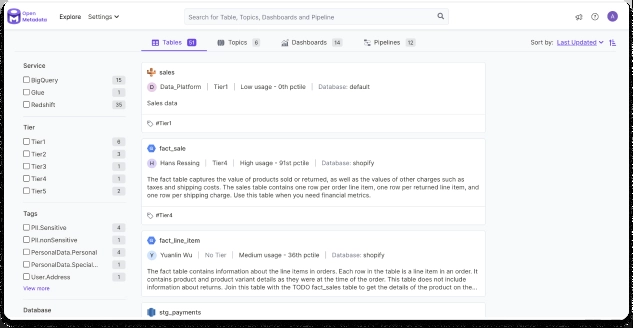 Open
Metadata
Explore
Settings
Search for Table, Topics, Dashboards and Pipeline
A
Tables 51
Topics 6
Dashboards 14
Pipelines 12
Sort by: Last Updated
Service
BigQuery 15
Glue 1
Redshift 35
Tier
Tier1 6
Tier2 3
Tier3 1
Tier4 1
Tier5 2
Tags
PII.Sensitive 4
PII.nonSensitive 1
PersonalData.Personal 4
PersonalData.Special... 1
User.Address 1
View more
Database
sales
D Data_Platform | Tier1 | Low usage - 0th pctile | Database: default
Sales data
#Tier1
fact_sale
H Hans Ressing | Tier4 | High usage - 91st pctile | Database: shopify
The fact table captures the value of products sold or returned, as well as the values of other charges such as
taxes and shipping costs. The sales table contains one row per order line item, one row per returned line item, and
one row per shipping charge. Use this table when you need financial metrics.
#Tier4
fact_line_item
Y Yuanlin Wu | No Tier | Medium usage - 36th pctile | Database: shopify
The fact table contains information about the line items in orders. Each row in the table is a line item in an order. It
contains product and product variant details as they were at the time of the order. This table does not include
information about returns. Join this table with the TODO fact_sales table to get the details of the product on the...
stg_payments